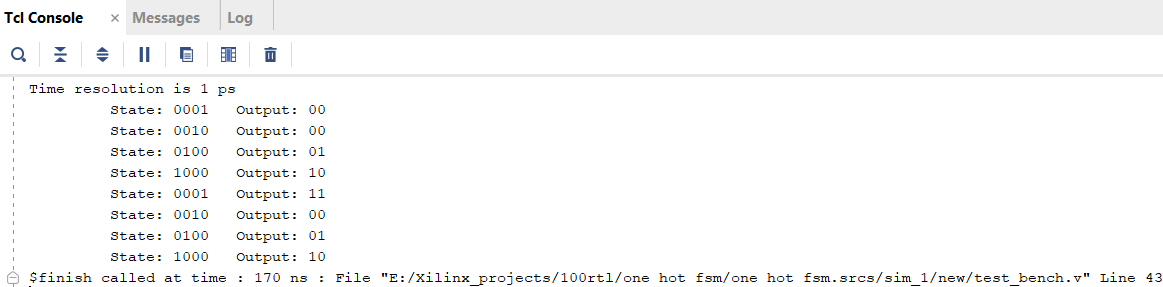 Tcl Console × Messages Log
Time resolution is 1 ps
State: 0001 Output: 00
State: 0010 Output: 00
State: 0100 Output: 01
State: 1000 Output: 10
State: 0001 Output: 11
State: 0010 Output: 00
State: 0100 Output: 01
State: 1000 Output: 10
$finish called at time : 170 ns : File "E:/Xilinx_projects/100rtl/one hot fsm/one hot fsm.srcs/sim_1/new/test_bench.v" Line 43